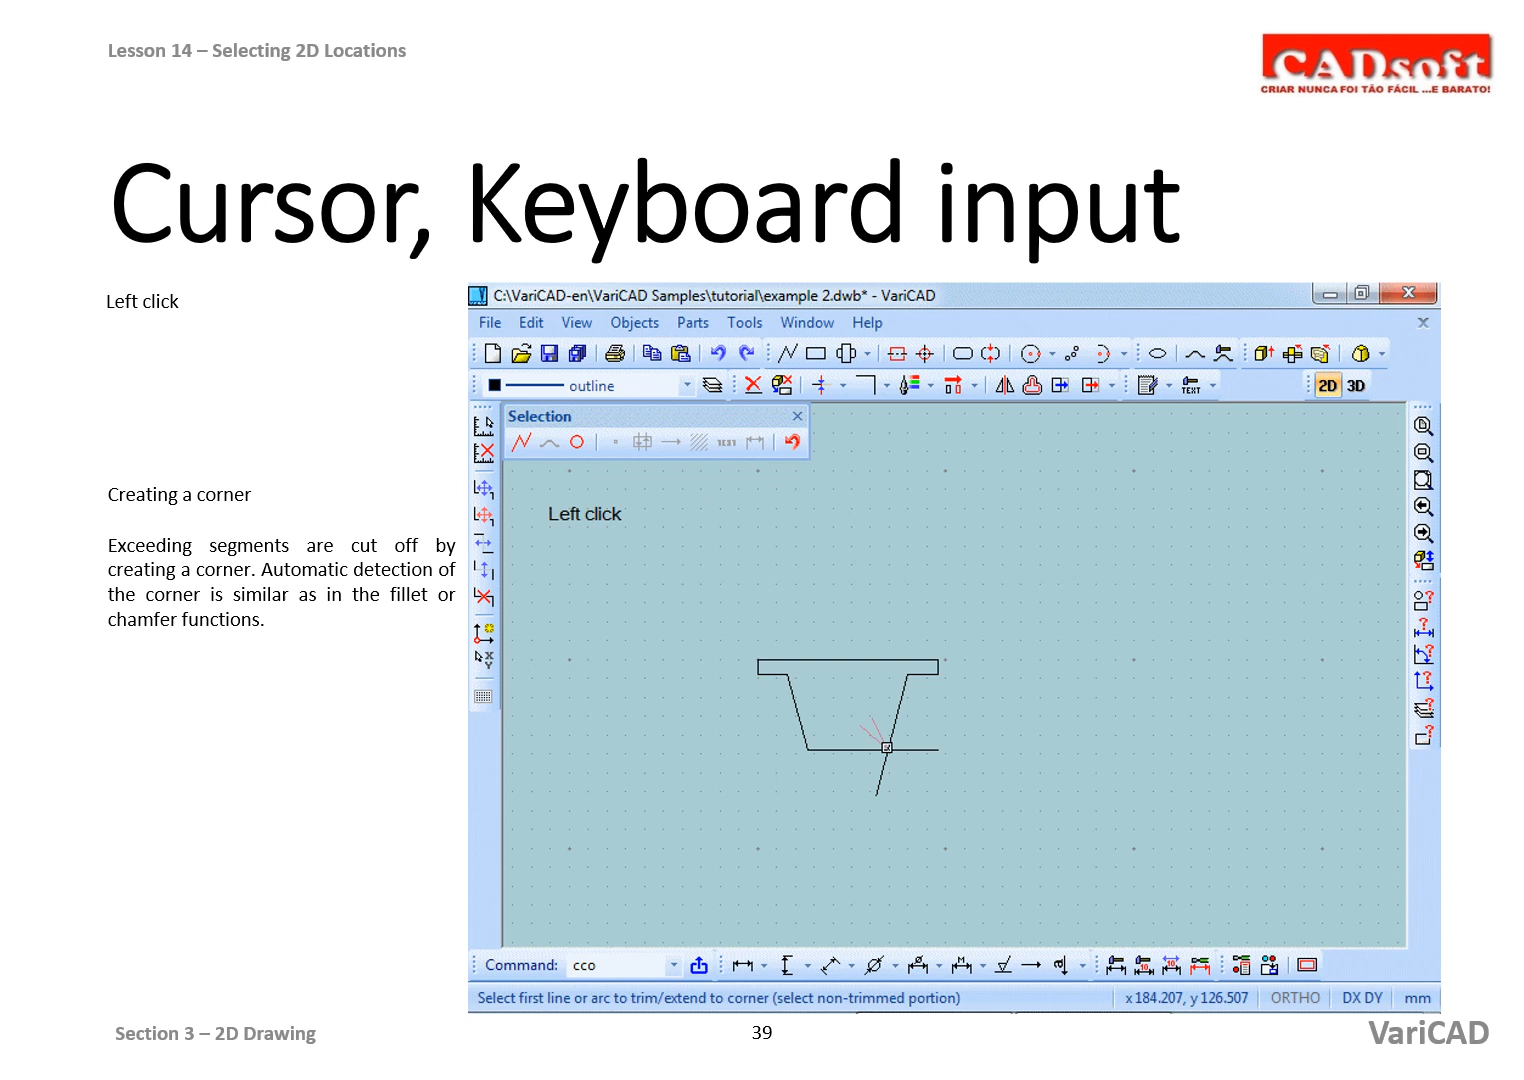 Lesson 14 – Selecting 2D Locations
CADsoft
CRIAR NUNCA FOI TÃO FÁCIL ...E BARATO!
Cursor, Keyboard input
Left click
Creating a corner
Exceeding segments are cut off by
creating a corner. Automatic detection of
the corner is similar as in the fillet or
chamfer functions.
C:\VariCAD-en\VariCAD Samples\tutorial\example 2.dwb* - VariCAD
File Edit View Objects Parts Tools Window Help
outline
TEXT
2D 3D
Selection
TEXT
Left click
X
Y
Command: cco
Select first line or arc to trim/extend to corner (select non-trimmed portion)
x 184.207, y 126.507 ORTHO DX DY mm
Section 3 – 2D Drawing
39
VariCAD